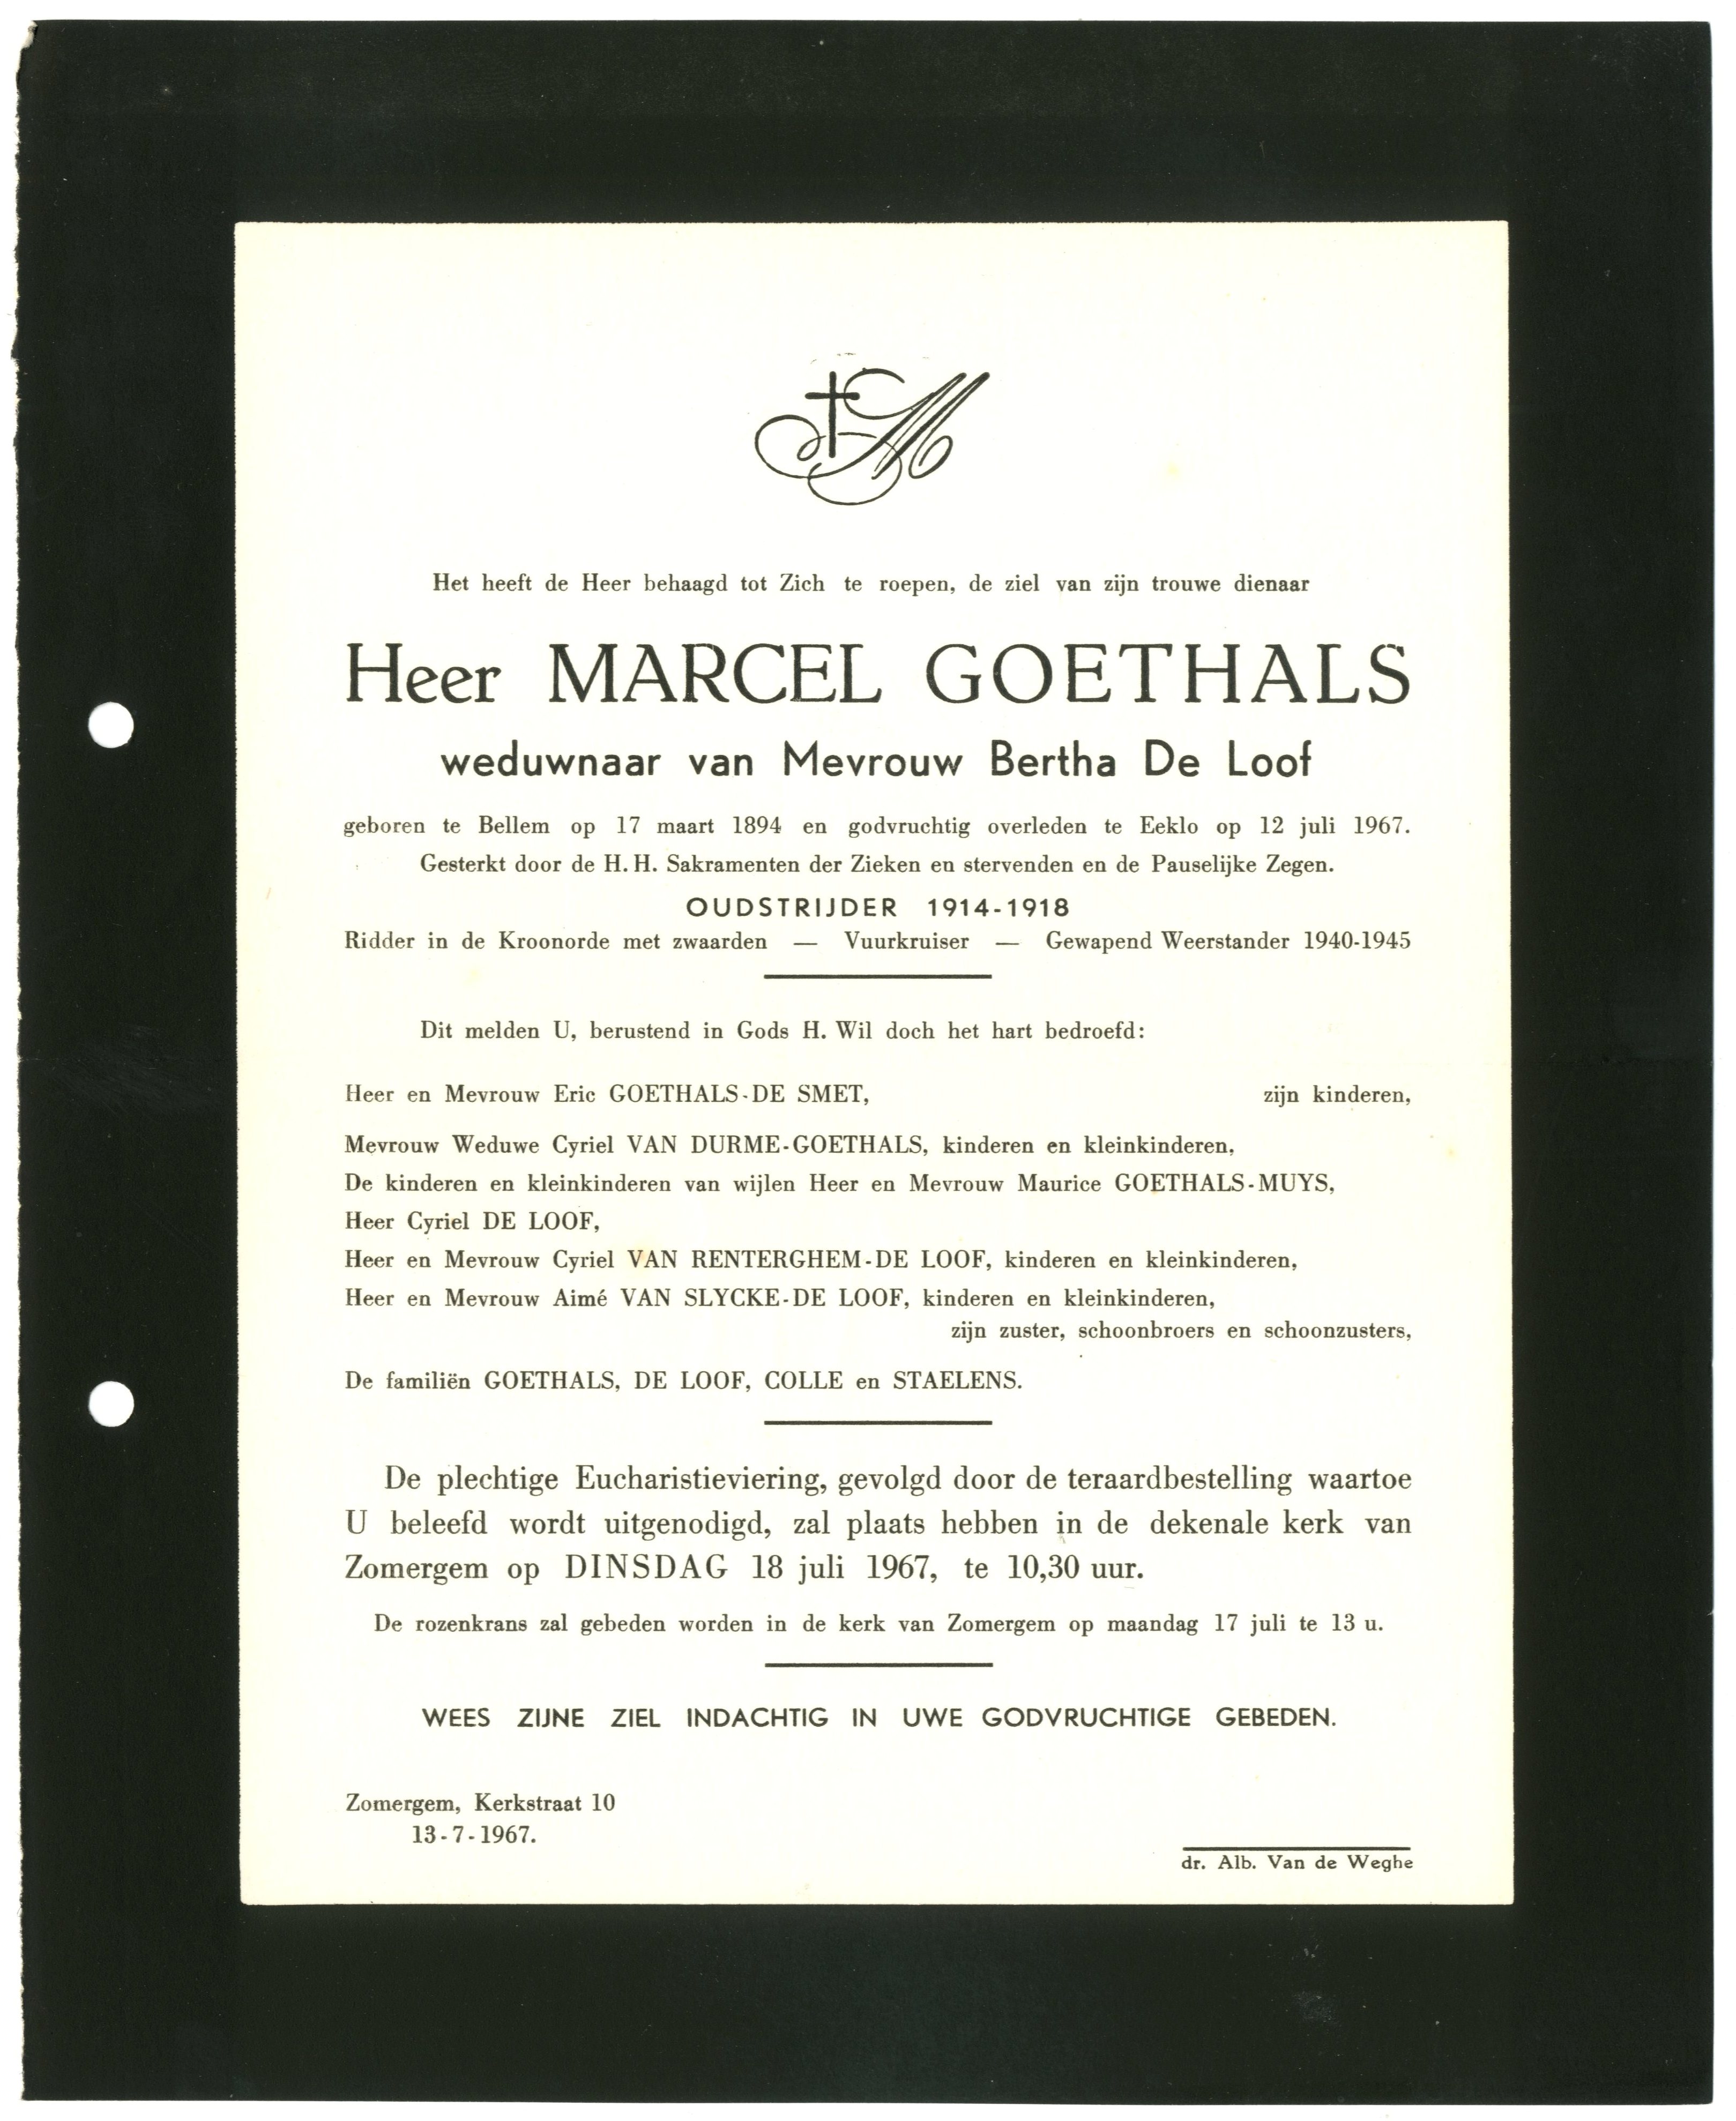 Het heeft de Heer behaagd tot Zich te roepen, de ziel van zijn trouwe dienaar
Heer MARCEL GOETHALS
weduwnaar van Mevrouw Bertha De Loof
geboren te Bellem op 17 maart 1894 en godvruchtig overleden te Eeklo op 12 juli 1967.
Gesterkt door de H. H. Sakramenten der Zieken en stervenden en de Pauselijke Zegen.
OUDSTRIJDER 1914-1918
Ridder in de Kroonorde met zwaarden — Vuurkruiser — Gewapend Weerstander 1940-1945
Dit melden U, berustend in Gods H. Wil doch het hart bedroefd:
Heer en Mevrouw Eric GOETHALS-DE SMET, zijn kinderen,
Mevrouw Weduwe Cyriel VAN DURME-GOETHALS, kinderen en kleinkinderen,
De kinderen en kleinkinderen van wijlen Heer en Mevrouw Maurice GOETHALS-MUYS,
Heer Cyriel DE LOOF,
Heer en Mevrouw Cyriel VAN RENTERGHEM-DE LOOF, kinderen en kleinkinderen,
Heer en Mevrouw Aimé VAN SLYCKE-DE LOOF, kinderen en kleinkinderen,
zijn zuster, schoonbroers en schoonzusters,
De familiën GOETHALS, DE LOOF, COLLE en STAELENS.
De plechtige Eucharistieviering, gevolgd door de teraardbestelling waartoe
U beleefd wordt uitgenodigd, zal plaats hebben in de dekenale kerk van
Zomergem op DINSDAG 18 juli 1967, te 10,30 uur.
De rozenkrans zal gebeden worden in de kerk van Zomergem op maandag 17 juli te 13 u.
WEES ZIJNE ZIEL INDACHTIG IN UWE GODVRUCHTIGE GEBEDEN.
Zomergem, Kerkstraat 10
13-7-1967.
dr. Alb. Van de Weghe